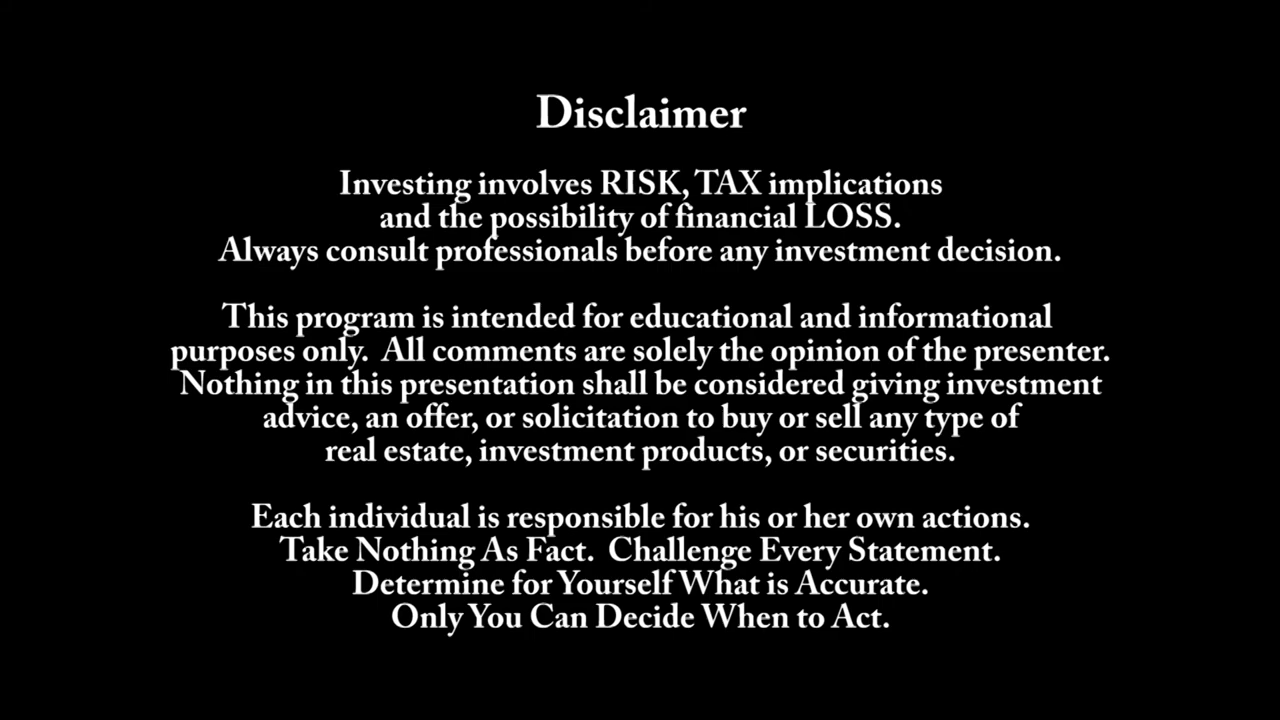 Disclaimer
Investing involves RISK, TAX implications
and the possibility of financial LOSS.
Always consult professionals before any investment decision.
This program is intended for educational and informational
purposes only.  All comments are solely the opinion of the presenter.
Nothing in this presentation shall be considered giving investment
advice, an offer, or solicitation to buy or sell any type of
real estate, investment products, or securities.
Each individual is responsible for his or her own actions.
Take Nothing As Fact.  Challenge Every Statement.
Determine for Yourself What is Accurate.
Only You Can Decide When to Act.